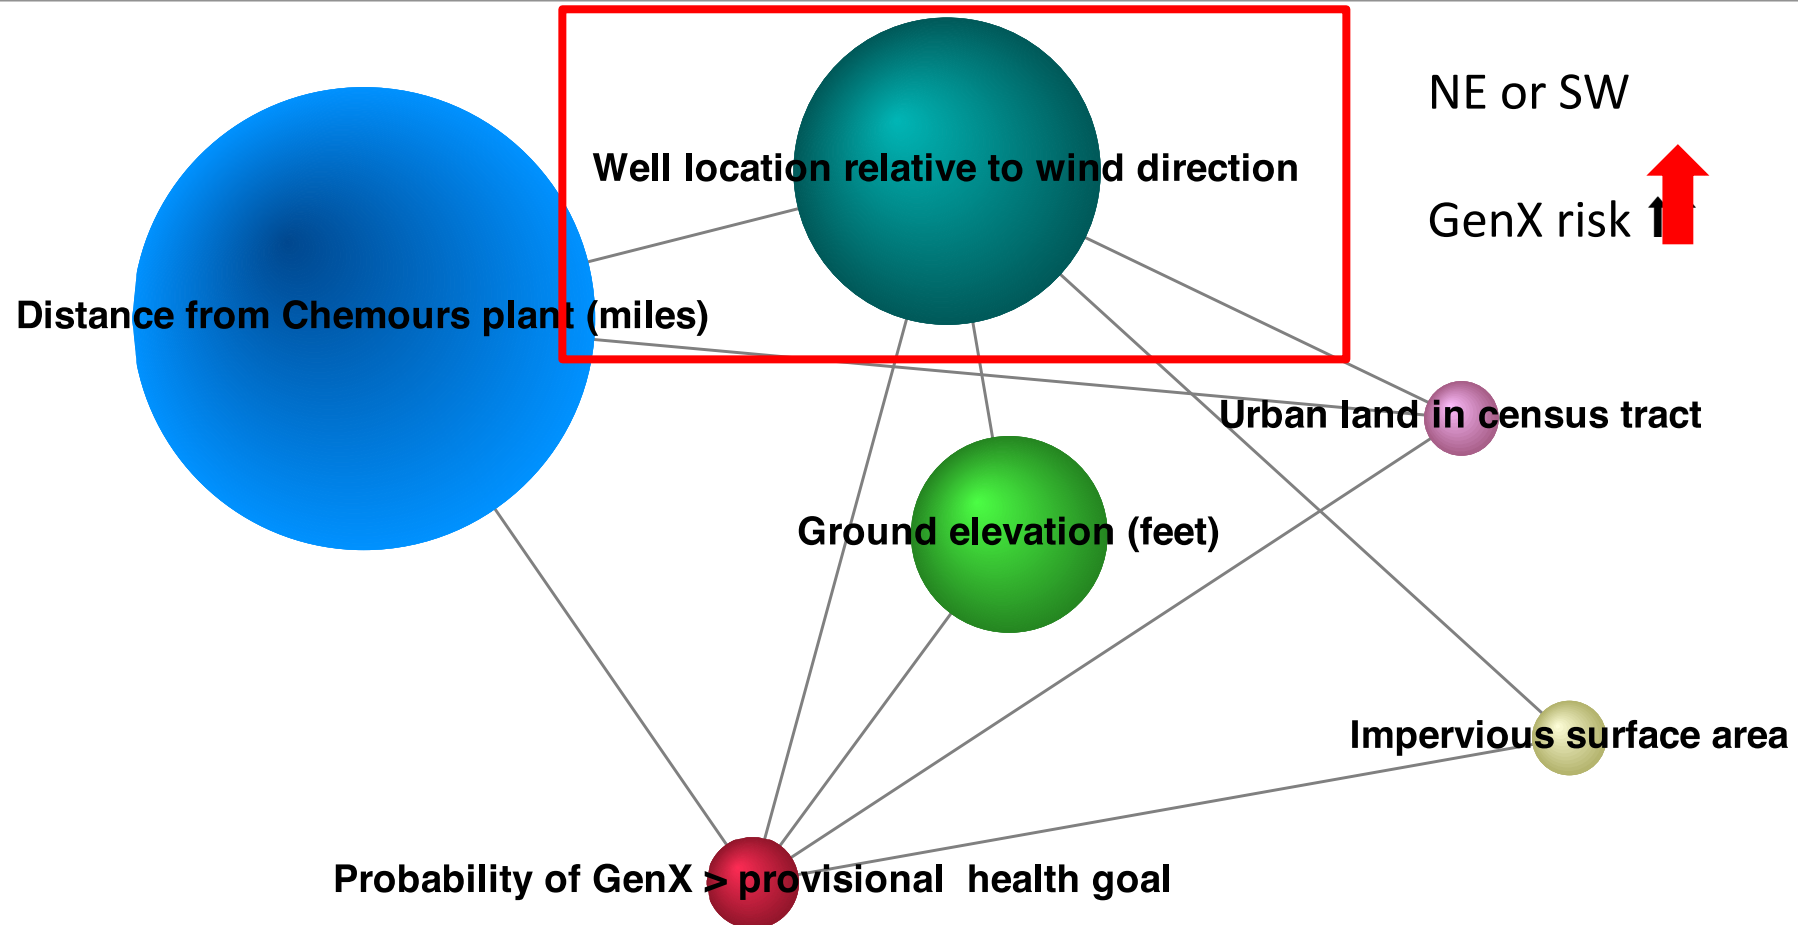 NE or SW
Well location relative to wind direction
GenX risk
Distance from Chemours plant (miles)
Urban land in census tract
Ground elevation (feet)
Impervious surface area
Probability of GenX > provisional  health goal